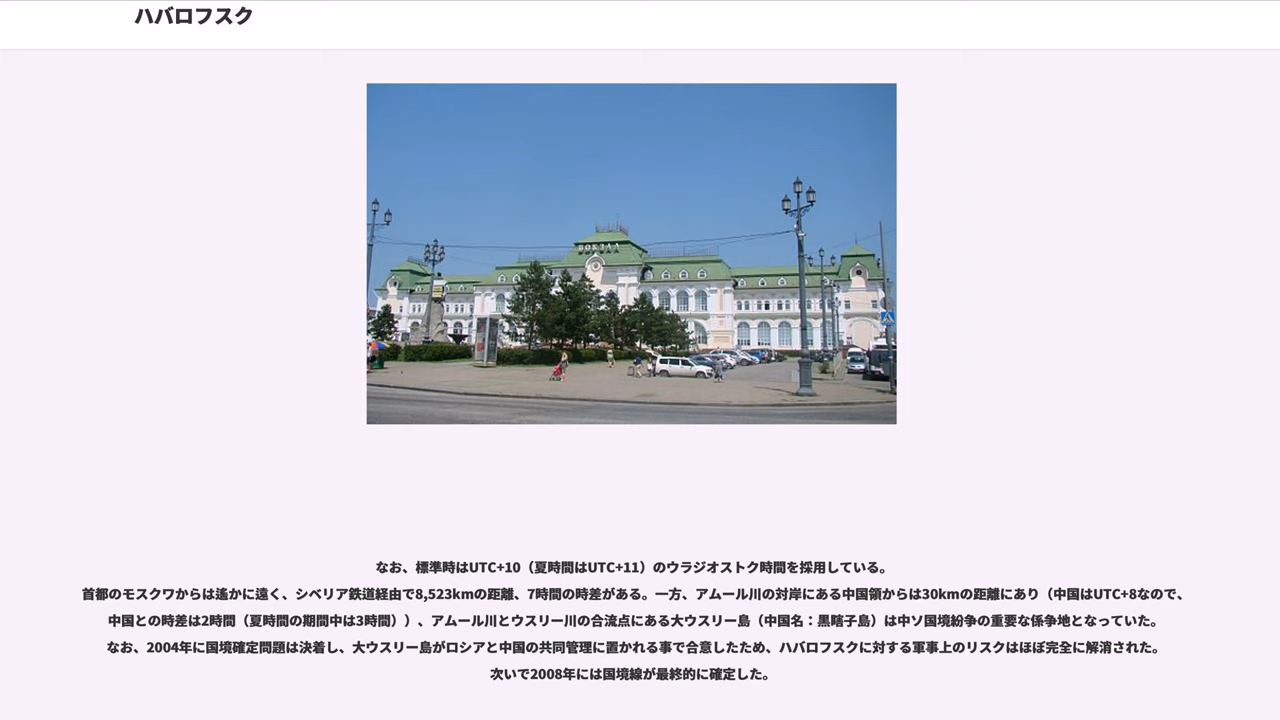 ハバロフスク
ВОКЗАЛ
なお、標準時はUTC+10（夏時間はUTC+11）のウラジオストク時間を採用している。
首都のモスクワからは遙かに遠く、シベリア鉄道経由で8,523kmの距離、7時間の時差がある。一方、アムール川の対岸にある中国領からは30kmの距離にあり（中国はUTC+8なので、
中国との時差は2時間（夏時間の期間中は3時間））、アムール川とウスリー川の合流点にある大ウスリー島（中国名：黒瞎子島）は中ソ国境紛争の重要な係争地となっていた。
なお、2004年に国境確定問題は決着し、大ウスリー島がロシアと中国の共同管理に置かれる事で合意したため、ハバロフスクに対する軍事上のリスクはほぼ完全に解消された。
次いで2008年には国境線が最終的に確定した。